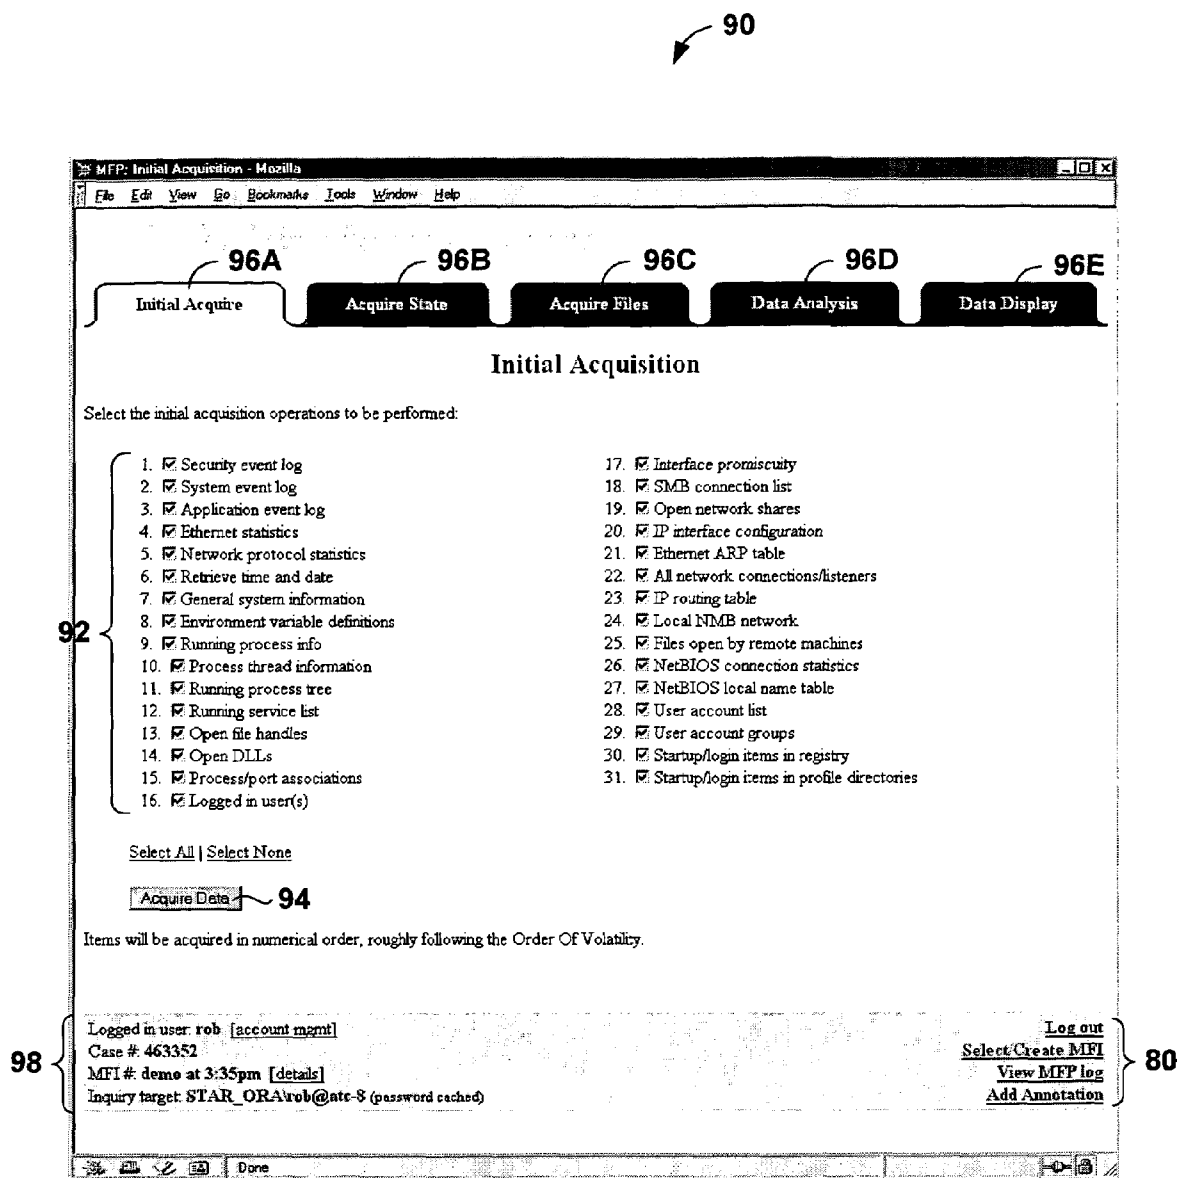 90
MFP: Initial Acquisition - Mozilla
File Edit View Go Bookmarks Tools Window Help
96A 96B 96C 96D 96E
Initial Acquire Acquire State Acquire Files Data Analysis Data Display
Initial Acquisition
Select the initial acquisition operations to be performed:
92
1. Security event log
2. System event log
3. Application event log
4. Ethernet statistics
5. Network protocol statistics
6. Retrieve time and date
7. General system information
8. Environment variable definitions
9. Running process info
10. Process thread information
11. Running process tree
12. Running service list
13. Open file handles
14. Open DLLs
15. Process/port associations
16. Logged in user(s)
17. Interface promiscuity
18. SMB connection list
19. Open network shares
20. IP interface configuration
21. Ethernet ARP table
22. All network connections/listeners
23. IP routing table
24. Local NMB network
25. Files open by remote machines
26. NetBIOS connection statistics
27. NetBIOS local name table
28. User account list
29. User account groups
30. Startup/login items in registry
31. Startup/login items in profile directories
Select All | Select None
Acquire Data 94
Items will be acquired in numerical order, roughly following the Order Of Volatility.
98
Logged in user: rob [account mgmt]
Case #: 463352
MFI #: demo at 3:35pm [details]
Inquiry target: STAR_ORA\rob@atc-8 (password cached)
Log out
Select/Create MFI
View MFP log
Add Annotation
80
Done